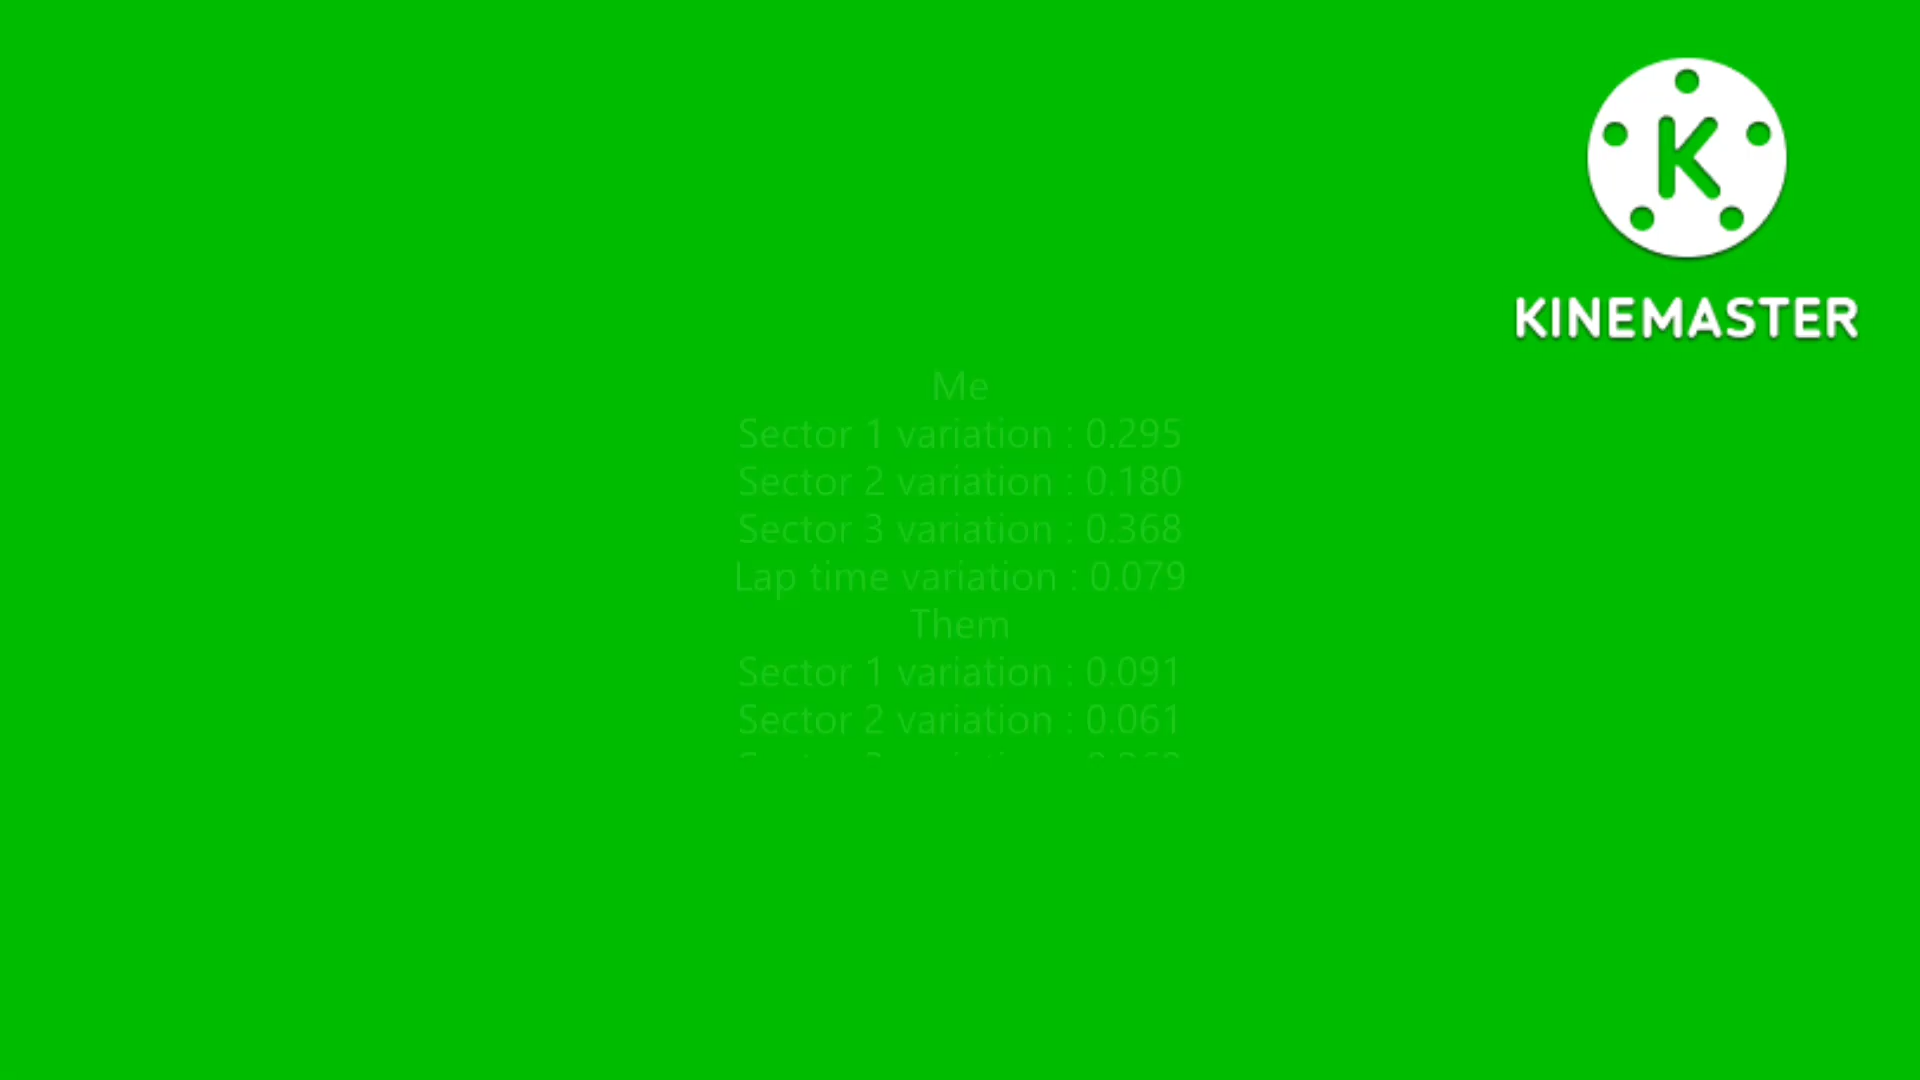 K
KINEMASTER
Me
Sector 1 variation : 0.295
Sector 2 variation : 0.180
Sector 3 variation : 0.368
Lap time variation : 0.079
Them
Sector 1 variation : 0.091
Sector 2 variation : 0.061